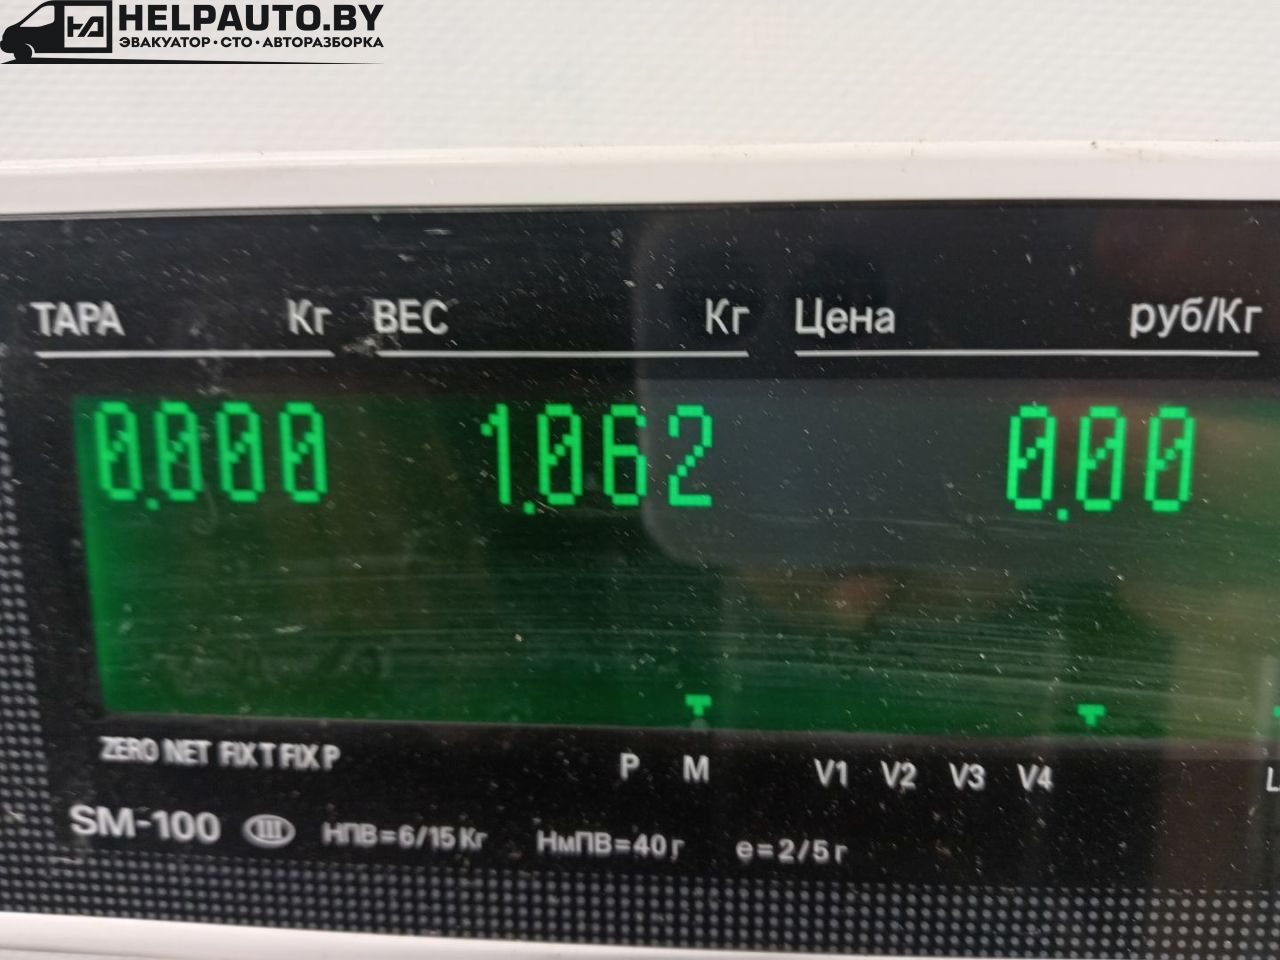 HELPAUTO.BY
ЭВАКУАТОР · СТО · АВТОРАЗБОРКА
ТАРА Кг ВЕС Кг Цена руб/Кг
0.000 1.062 0.00
ZERO NET FIX T FIX P P M V1 V2 V3 V4
SM-100 III НПВ=6/15 Кг НмПВ=40 г e=2/5 г